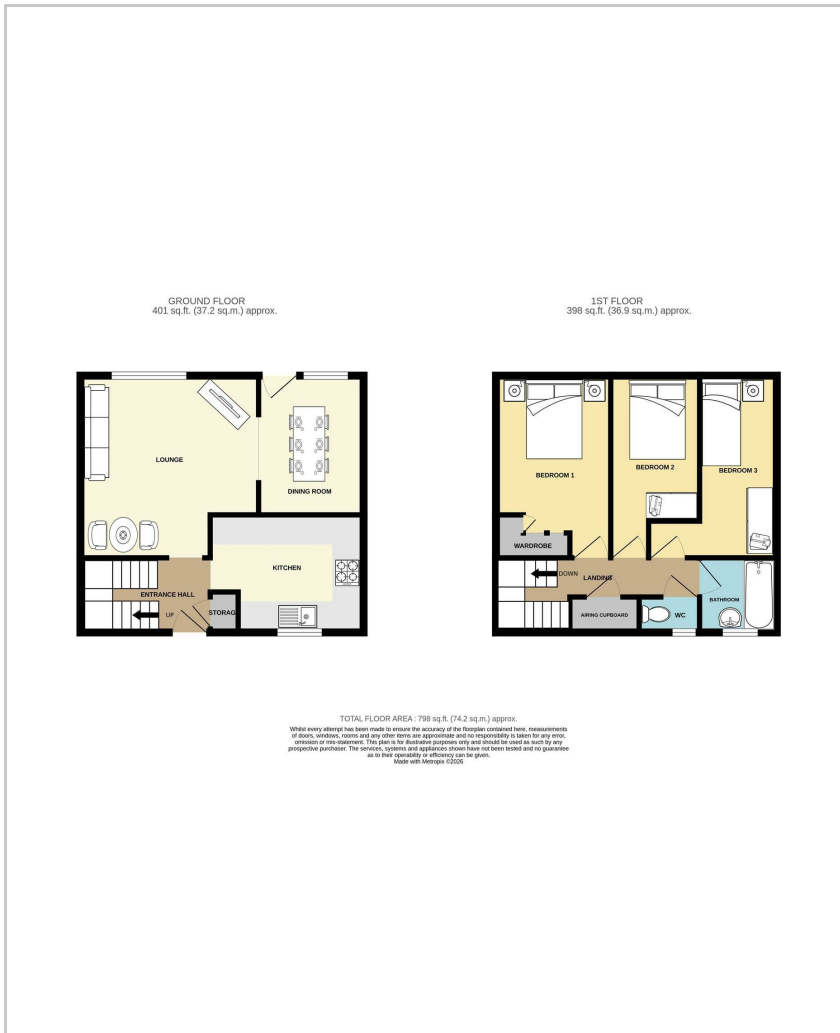 GROUND FLOOR
401 sq.ft. (37.2 sq.m.) approx.
1ST FLOOR
398 sq.ft. (36.9 sq.m.) approx.
LOUNGE
DINING ROOM
KITCHEN
ENTRANCE HALL
STORAG
UP
BEDROOM 1
BEDROOM 2
BEDROOM 3
WARDROBE
DOWN
LANDING
BATHROOM
AIRING CUPBOARD
WC
TOTAL FLOOR AREA : 798 sq.ft. (74.2 sq.m.) approx.
Whilst every attempt has been made to ensure the accuracy of the floorplan contained here, measurements
of doors, windows, rooms and any other items are approximate and no responsibility is taken for any error,
omission or mis-statement. This plan is for illustrative purposes only and should be used as such by any
prospective purchaser. The services, systems and appliances shown have not been tested and no guarantee
as to their operability or efficiency can be given.
Made with Metropix ©2026